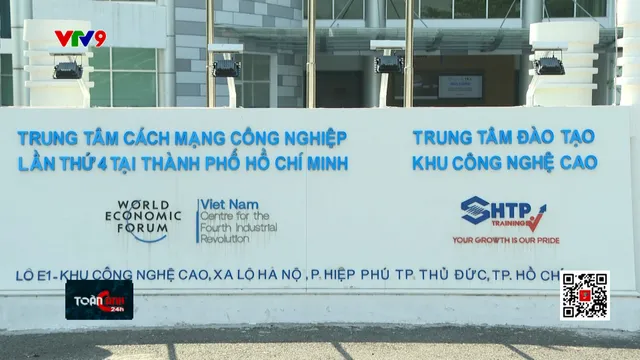 VTV9
TRUNG TÂM CÁCH MẠNG CÔNG NGHIỆP
LẦN THỨ 4 TẠI THÀNH PHỐ HỒ CHÍ MINH
WORLD
ECONOMIC
FORUM
Viet Nam
Centre for the
Fourth Industrial
Revolution
TRUNG TÂM ĐÀO TẠO
KHU CÔNG NGHỆ CAO
SHTP
TRAINING
YOUR GROWTH IS OUR PRIDE
LÔ E1-KHU CÔNG NGHỆ CAO, XA LỘ HÀ NỘI, P. HIỆP PHÚ TP. THỦ ĐỨC, TP. HỒ CH
TOÀN CẢNH
24h